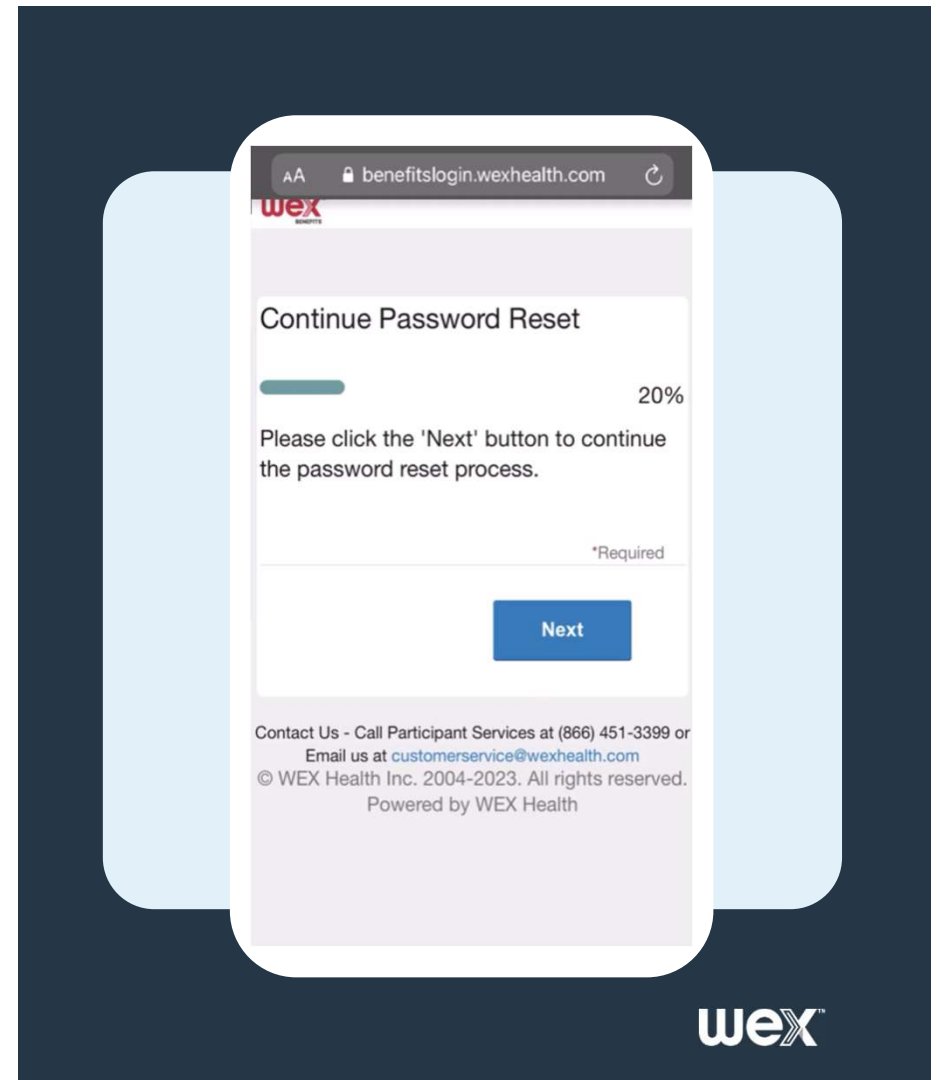 AA benefitslogin.wexhealth.com
wex
BENEFITS
Continue Password Reset
20%
Please click the 'Next' button to continue
the password reset process.
*Required
Next
Contact Us - Call Participant Services at (866) 451-3399 or
Email us at customerservice@wexhealth.com
© WEX Health Inc. 2004-2023. All rights reserved.
Powered by WEX Health
wex™